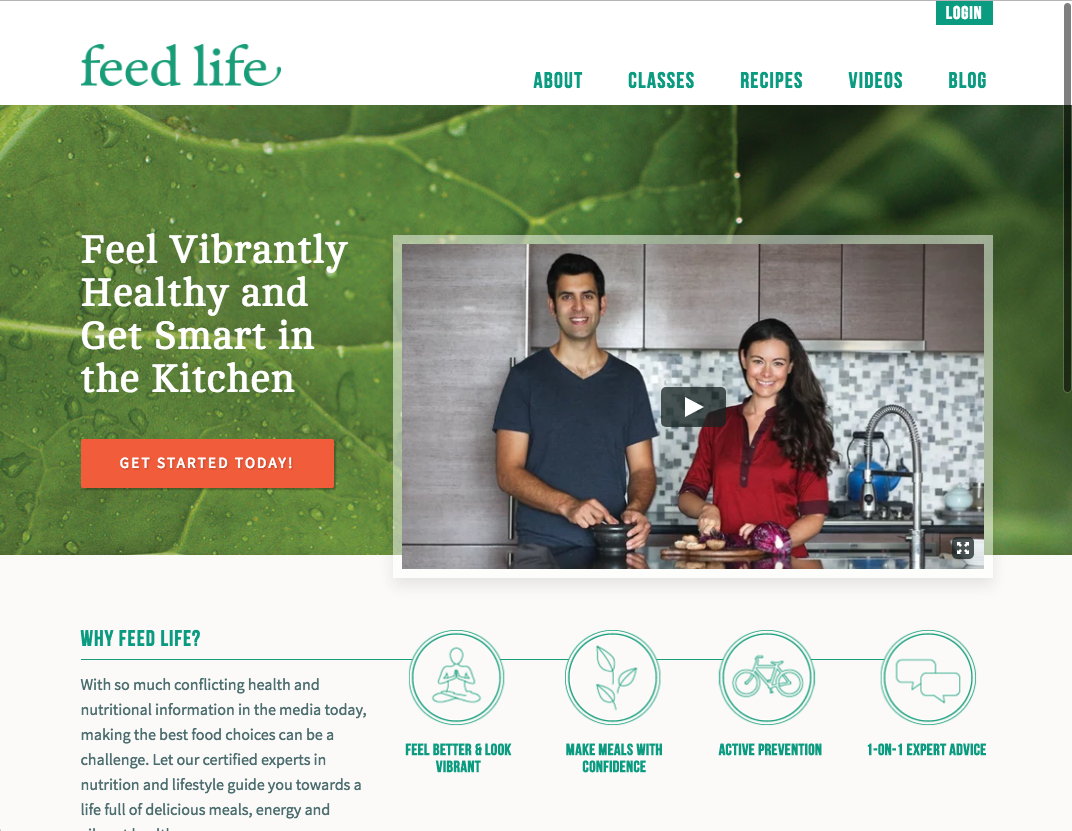 LOGIN
feed life
ABOUT CLASSES RECIPES VIDEOS BLOG
Feel Vibrantly
Healthy and
Get Smart in
the Kitchen
GET STARTED TODAY!
WHY FEED LIFE?
With so much conflicting health and
nutritional information in the media today,
making the best food choices can be a
challenge. Let our certified experts in
nutrition and lifestyle guide you towards a
life full of delicious meals, energy and
FEEL BETTER & LOOK
VIBRANT
MAKE MEALS WITH
CONFIDENCE
ACTIVE PREVENTION
1-ON-1 EXPERT ADVICE